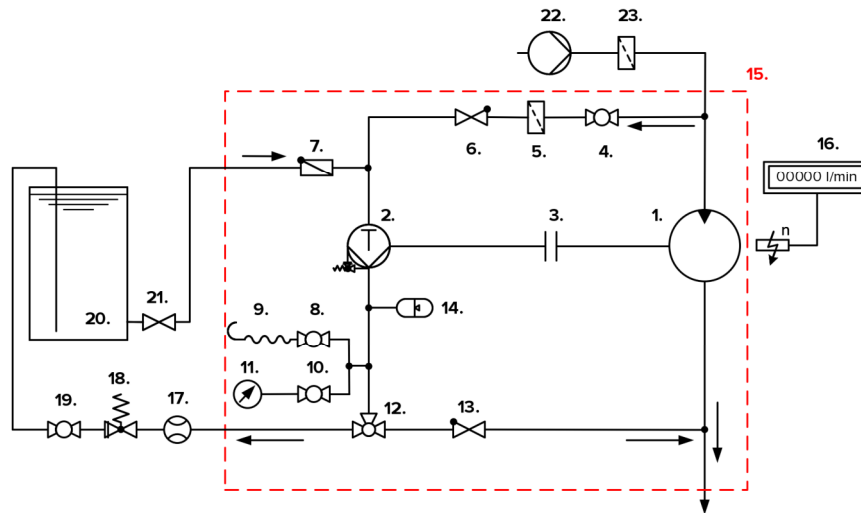 22. 23.
15.
7. 6. 5. 4. 16.
00000 l/min
2. 3. 1.
n
9. 8. 14.
20. 21.
11. 10.
18. 12. 13.
19. 17.